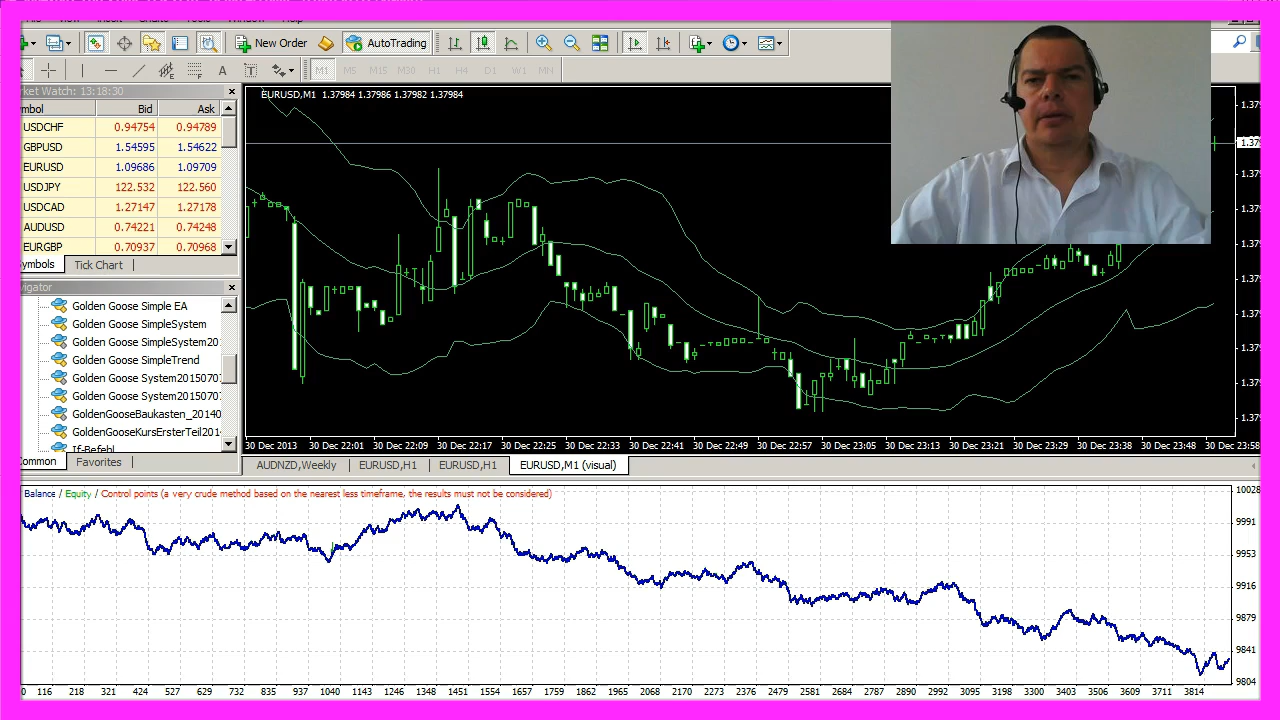 New Order AutoTrading
A T
M1 M5 M15 M30 H1 H4 D1 W1 MN
rket Watch: 13:18:30
mbol Bid Ask
USDCHF 0.94754 0.94789
GBPUSD 1.54595 1.54622
EURUSD 1.09686 1.09709
USDJPY 122.532 122.560
USDCAD 1.27147 1.27178
AUDUSD 0.74221 0.74248
EURGBP 0.70937 0.70968
ymbols Tick Chart
vigator
Golden Goose Simple EA
Golden Goose SimpleSystem
Golden Goose SimpleSystem20
Golden Goose SimpleTrend
Golden Goose System2015070
Golden Goose System2015070
GoldenGooseBaukasten_20140
GoldenGooseKursErsterTeil201
If-Befehl
ommon Favorites
EURUSD,M1 1.37984 1.37986 1.37982 1.37984
30 Dec 2013 30 Dec 22:01 30 Dec 22:09 30 Dec 22:17 30 Dec 22:25 30 Dec 22:33 30 Dec 22:41 30 Dec 22:49 30 Dec 22:57 30 Dec 23:05 30 Dec 23:13 30 Dec 23:21 30 Dec 23:29 30 Dec 23:38 30 Dec 23:48 30 Dec 23:58
AUDNZD,Weekly EURUSD,H1 EURUSD,H1 EURUSD,M1 (visual)
Balance / Equity / Control points (a very crude method based on the nearest less timeframe, the results must not be considered)
10028
9991
9953
9916
9879
9841
9804
0 116 218 321 424 527 629 732 835 937 1040 1143 1246 1348 1451 1554 1657 1759 1862 1965 2068 2170 2273 2376 2479 2581 2684 2787 2890 2992 3095 3198 3300 3403 3506 3609 3711 3814